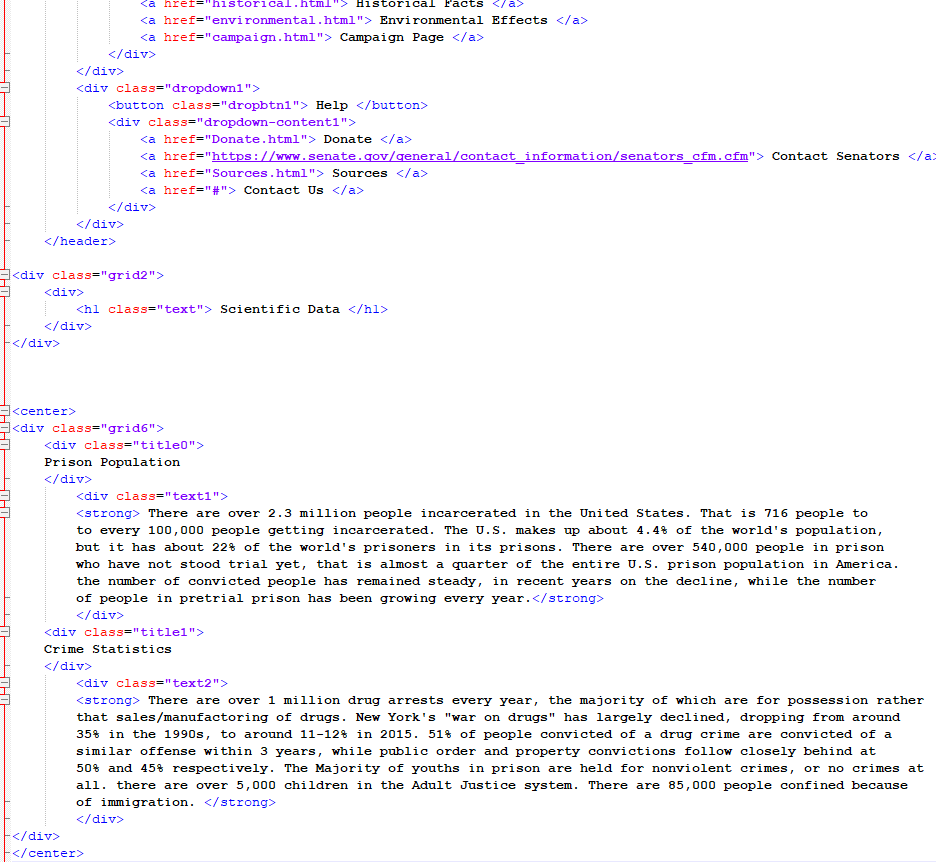 <a href="historical.html"> Historical Facts </a>
<a href="environmental.html"> Environmental Effects </a>
<a href="campaign.html"> Campaign Page </a>
</div>
</div>
<div class="dropdown1">
<button class="dropbtn1"> Help </button>
<div class="dropdown-content1">
<a href="Donate.html"> Donate </a>
<a href="https://www.senate.gov/general/contact_information/senators_cfm.cfm"> Contact Senators </a>
<a href="Sources.html"> Sources </a>
<a href="#"> Contact Us </a>
</div>
</div>
</header>
<div class="grid2">
<div>
<h1 class="text"> Scientific Data </h1>
</div>
</div>
<center>
<div class="grid6">
<div class="title0">
Prison Population
</div>
<div class="text1">
<strong> There are over 2.3 million people incarcerated in the United States. That is 716 people to
to every 100,000 people getting incarcerated. The U.S. makes up about 4.4% of the world's population,
but it has about 22% of the world's prisoners in its prisons. There are over 540,000 people in prison
who have not stood trial yet, that is almost a quarter of the entire U.S. prison population in America.
the number of convicted people has remained steady, in recent years on the decline, while the number
of people in pretrial prison has been growing every year.</strong>
</div>
<div class="title1">
Crime Statistics
</div>
<div class="text2">
<strong> There are over 1 million drug arrests every year, the majority of which are for possession rather
that sales/manufactoring of drugs. New York's "war on drugs" has largely declined, dropping from around
35% in the 1990s, to around 11-12% in 2015. 51% of people convicted of a drug crime are convicted of a
similar offense within 3 years, while public order and property convictions follow closely behind at
50% and 45% respectively. The Majority of youths in prison are held for nonviolent crimes, or no crimes at
all. there are over 5,000 children in the Adult Justice system. There are 85,000 people confined because
of immigration. </strong>
</div>
</div>
</center>